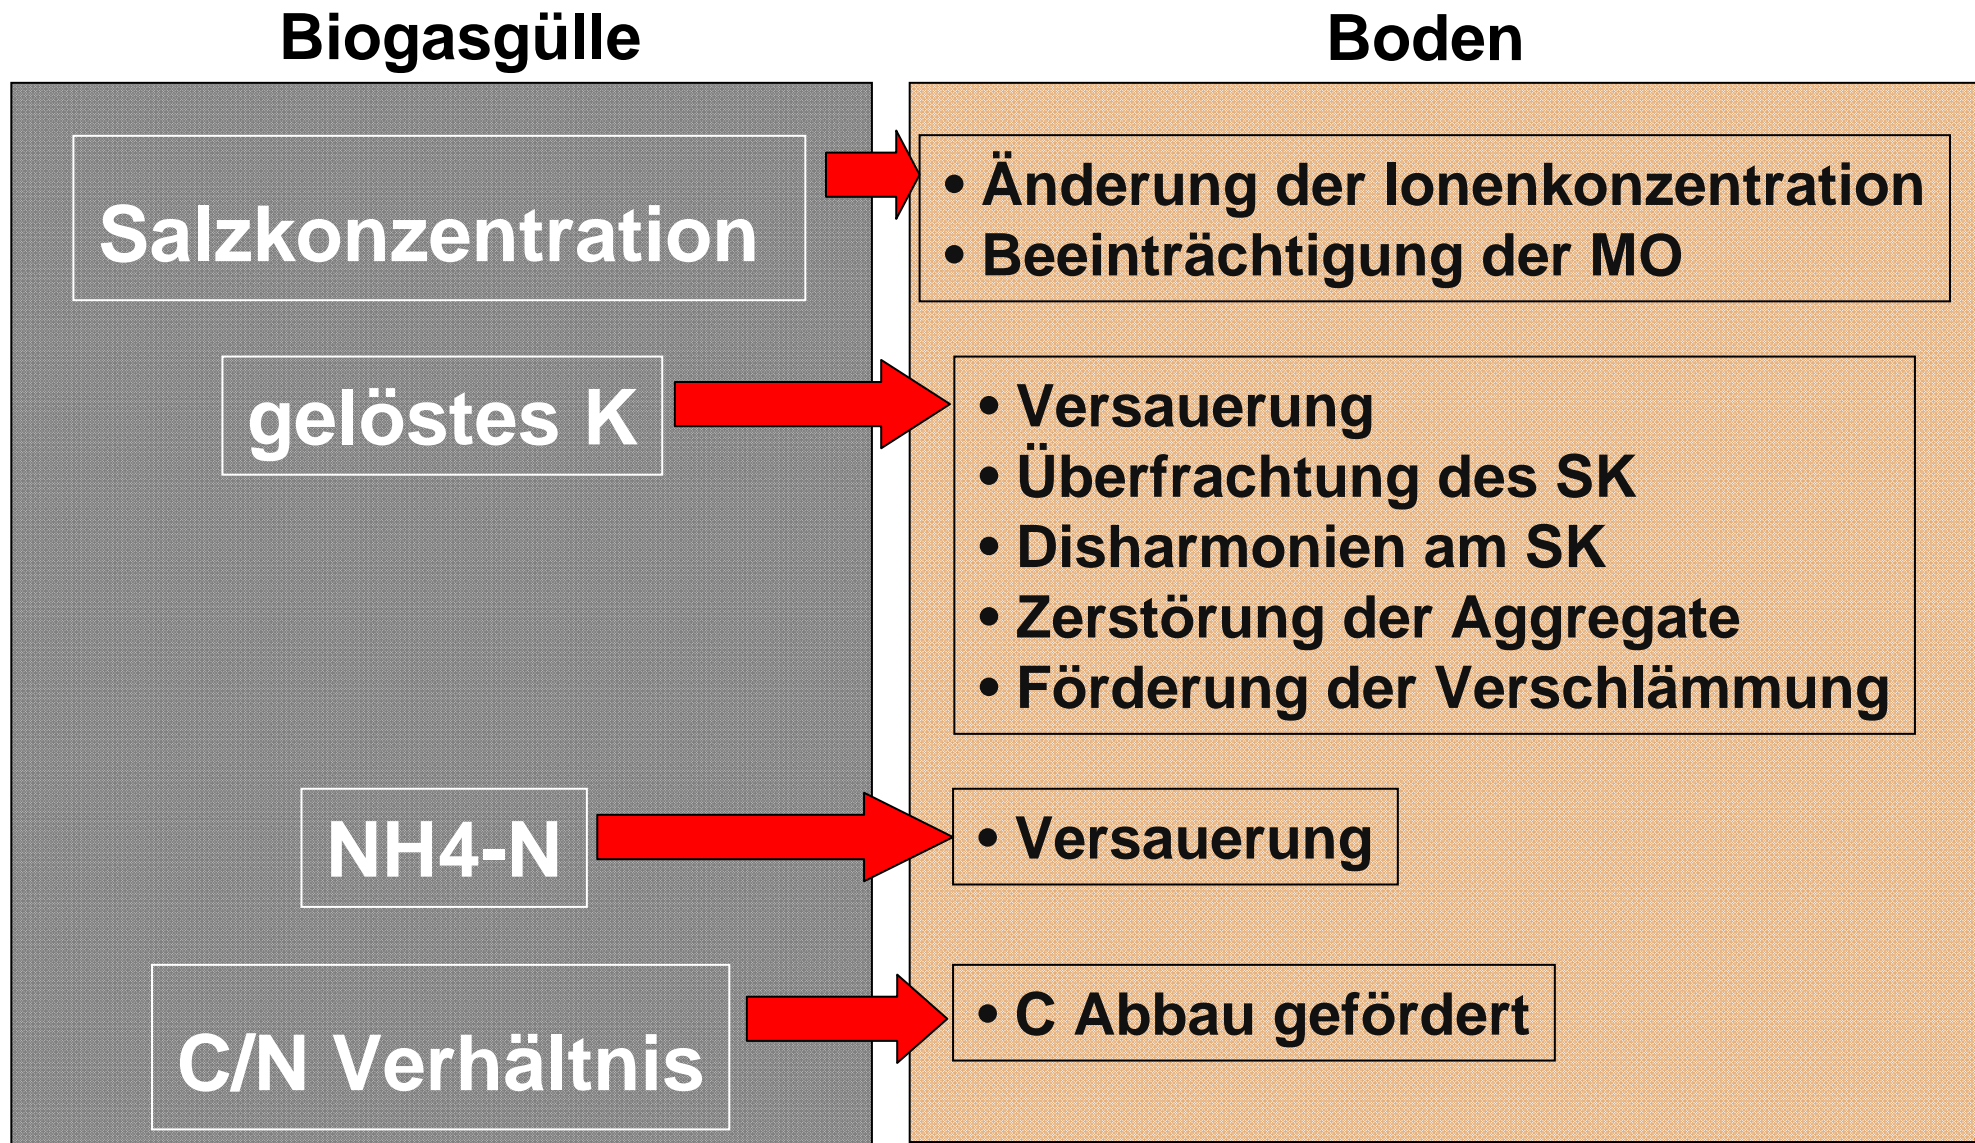 Biogasgülle
Boden
Salzkonzentration
• Änderung der Ionenkonzentration
• Beeinträchtigung der MO
gelöstes K
• Versauerung
• Überfrachtung des SK
• Disharmonien am SK
• Zerstörung der Aggregate
• Förderung der Verschlämmung
NH4-N
• Versauerung
C/N Verhältnis
• C Abbau gefördert